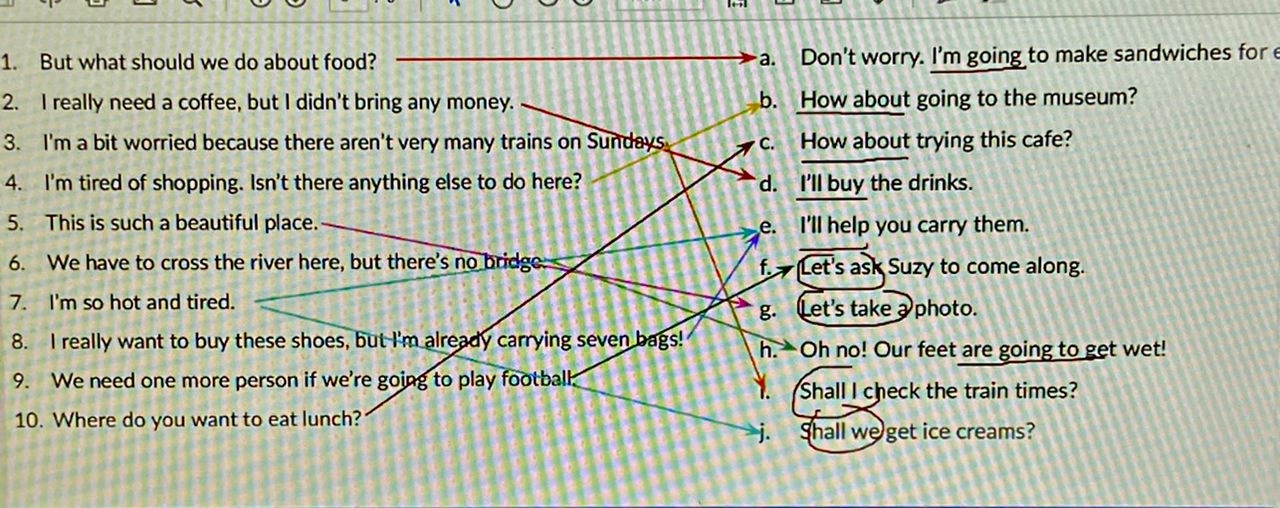 1. But what should we do about food?
2. I really need a coffee, but I didn't bring any money.
3. I'm a bit worried because there aren't very many trains on Sundays.
4. I'm tired of shopping. Isn't there anything else to do here?
5. This is such a beautiful place.
6. We have to cross the river here, but there's no bridge.
7. I'm so hot and tired.
8. I really want to buy these shoes, but I'm already carrying seven bags!
9. We need one more person if we're going to play football.
10. Where do you want to eat lunch?
a. Don't worry. I'm going to make sandwiches for
b. How about going to the museum?
c. How about trying this cafe?
d. I'll buy the drinks.
e. I'll help you carry them.
f. Let's ask Suzy to come along.
g. Let's take a photo.
h. Oh no! Our feet are going to get wet!
i. Shall I check the train times?
j. Shall we get ice creams?